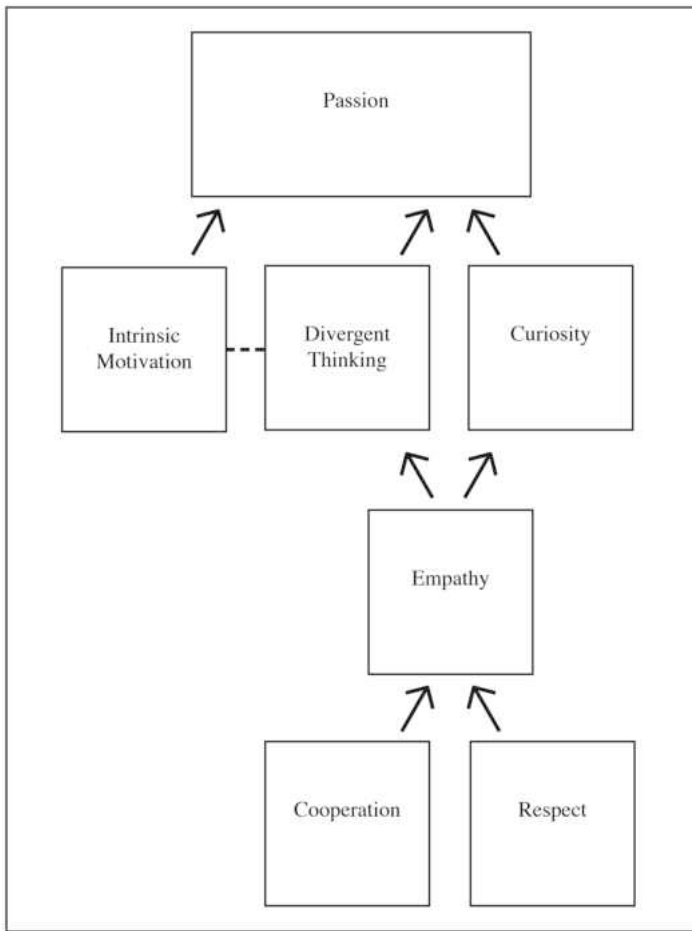 Passion
Intrinsic
Motivation
Divergent
Thinking
Curiosity
Empathy
Cooperation
Respect